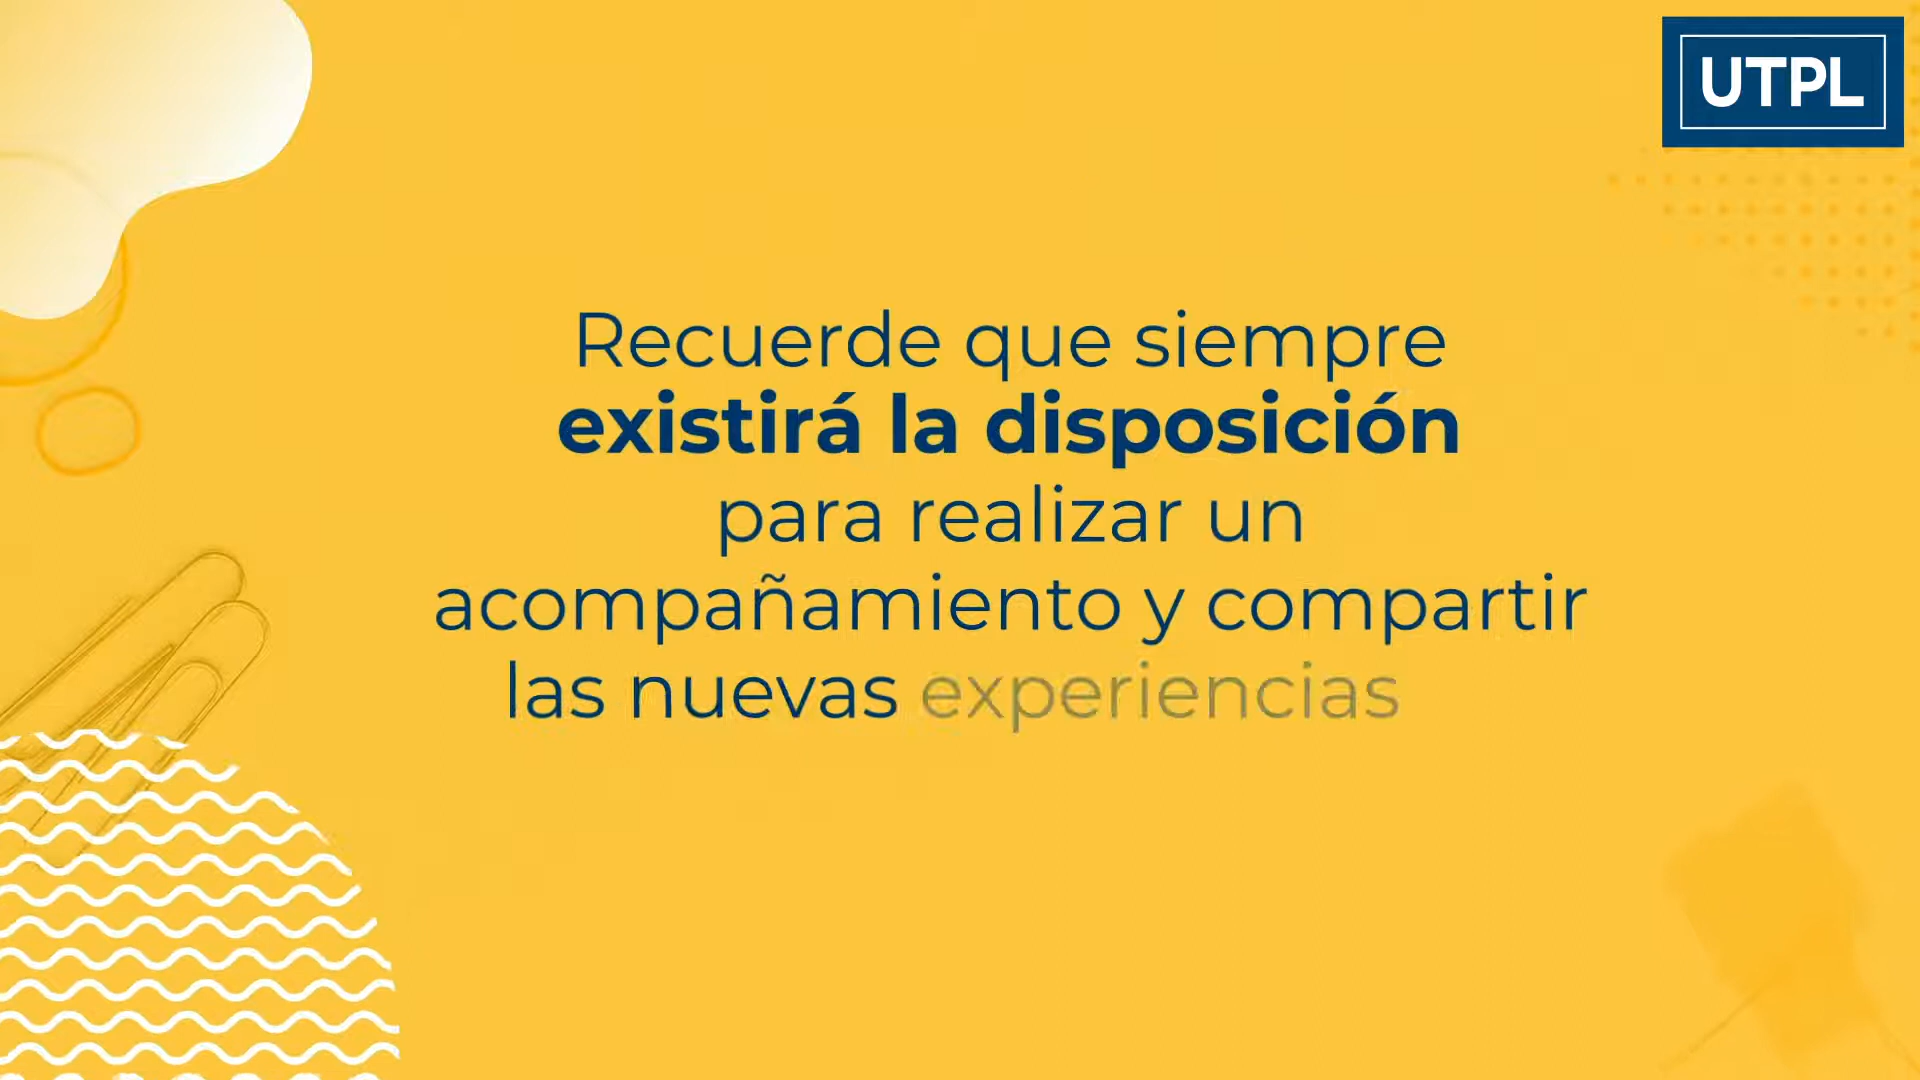 UTPL
Recuerde que siempre
existirá la disposición
para realizar un
acompañamiento y compartir
las nuevas experiencias